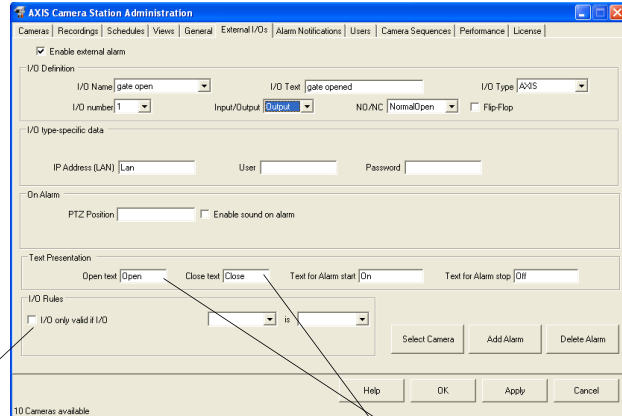 AXIS Camera Station Administration
Cameras Recordings Schedules Views General External I/Os Alarm Notifications Users Camera Sequences Performance License
Enable external alarm
I/O Definition
I/O Name gate open I/O Text gate opened I/O Type AXIS
I/O number 1 Input/Output Output NO/NC NormalOpen Flip-Flop
I/O type-specific data
IP Address (LAN) Lan User Password
On Alarm
PTZ Position Enable sound on alarm
Text Presentation
Open text Open Close text Close Text for Alarm start On Text for Alarm stop Off
I/O Rules
I/O only valid if I/O is
Select Camera Add Alarm Delete Alarm
Help OK Apply Cancel
10 Cameras available